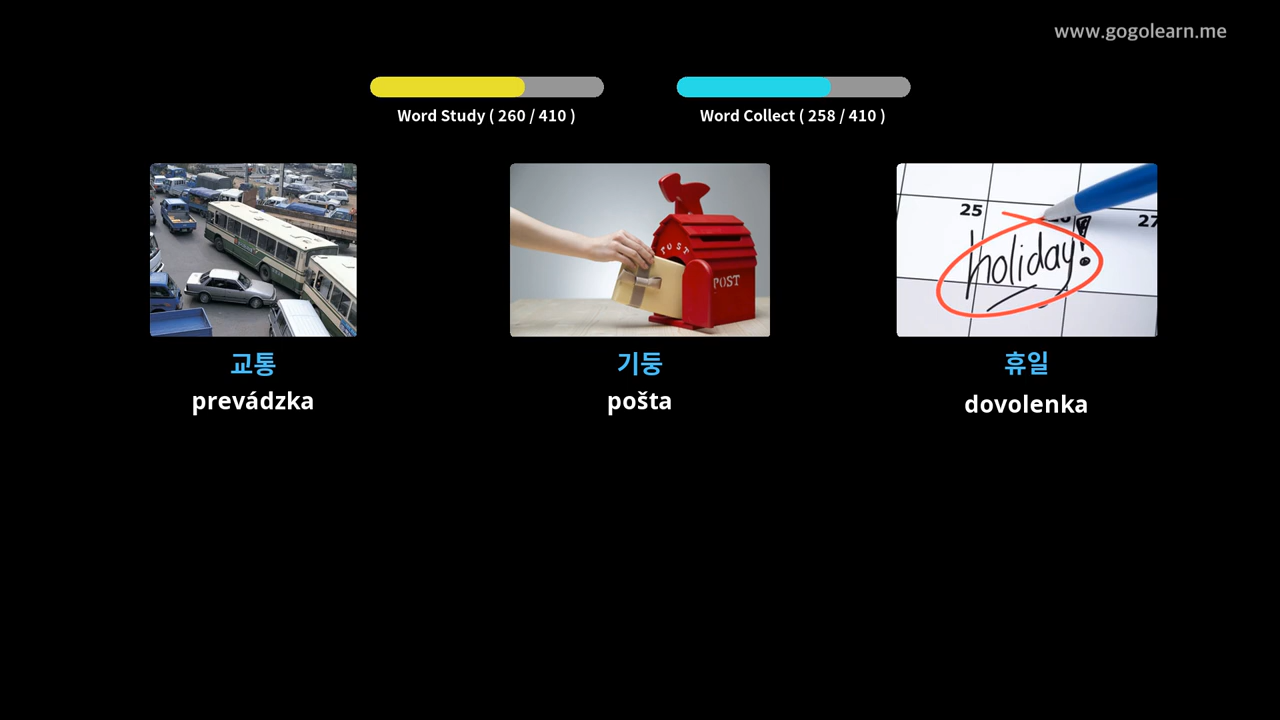 www.gogolearn.me
Word Study ( 260 / 410 )
Word Collect ( 258 / 410 )
POST
POST
25
27
holiday!
교통
기둥
휴일
prevádzka
pošta
dovolenka